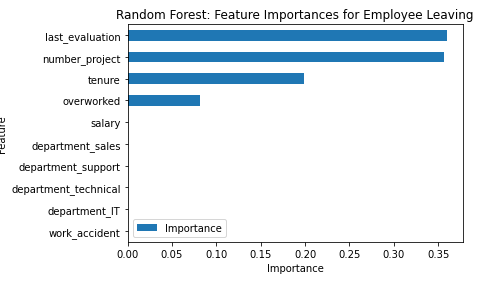 Random Forest: Feature Importances for Employee Leaving
last_evaluation
number_project
tenure
overworked
salary
department_sales
department_support
department_technical
department_IT
work_accident
Feature
Importance
0.00 0.05 0.10 0.15 0.20 0.25 0.30 0.35
Importance